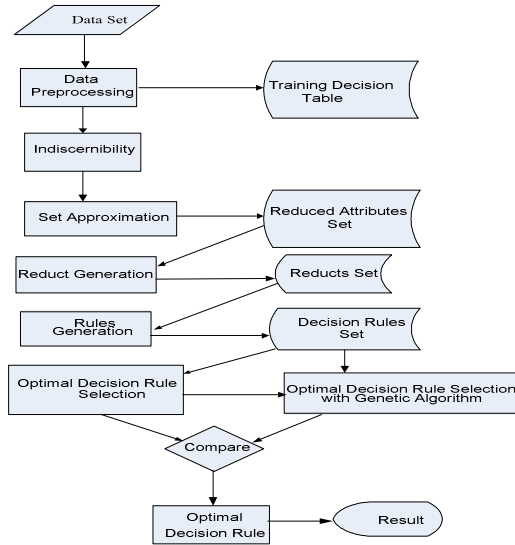 Data Set
Data
Preprocessing
Training Decision
Table
Indiscernibility
Set Approximation
Reduced Attributes
Set
Reduct Generation
Reducts Set
Rules
Generation
Decision Rules
Set
Optimal Decision Rule
Selection
Optimal Decision Rule Selection
with Genetic Algorithm
Compare
Optimal
Decision Rule
Result